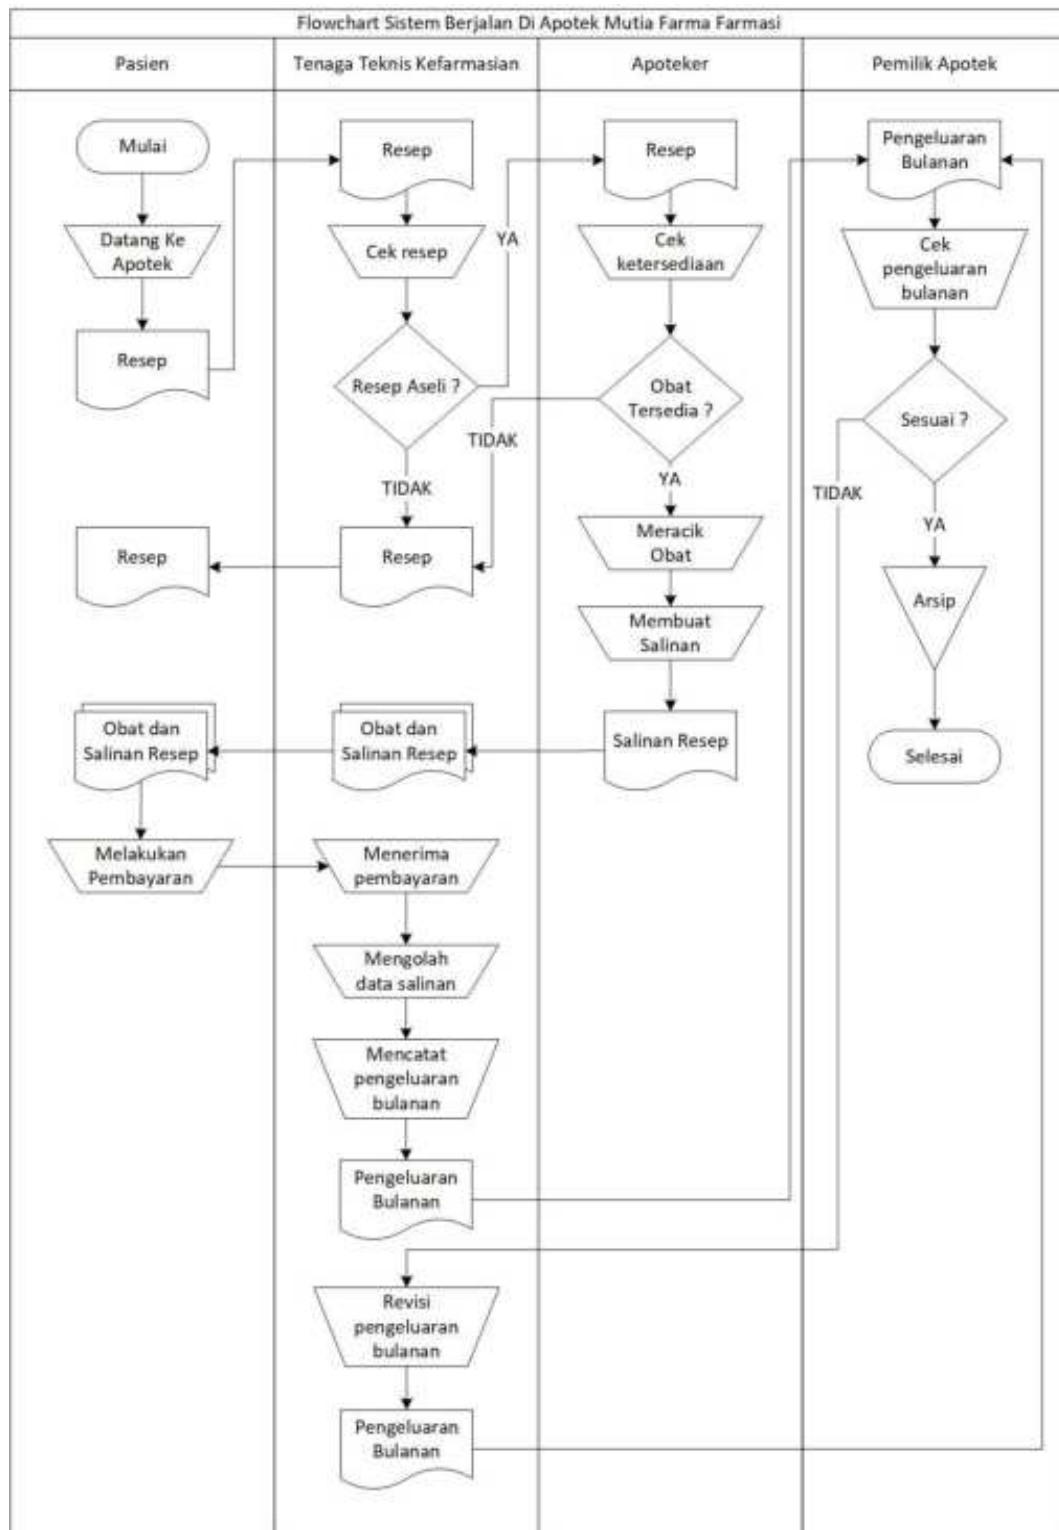 Flowchart Sistem Berjalan Di Apotek Mutia Farma Farmasi
Pasien
Tenaga Teknis Kefarmasian
Apoteker
Pemilik Apotek
Mulai
Datang Ke
Apotek
Resep
Resep
Obat dan
Salinan Resep
Melakukan
Pembayaran
Resep
Cek resep
Resep Aseli ?
YA
TIDAK
TIDAK
Resep
Obat dan
Salinan Resep
Menerima
pembayaran
Mengolah
data salinan
Mencatat
pengeluaran
bulanan
Pengeluaran
Bulanan
Revisi
pengeluaran
bulanan
Pengeluaran
Bulanan
Resep
Cek
ketersediaan
Obat
Tersedia ?
YA
Meracik
Obat
Membuat
Salinan
Salinan Resep
Pengeluaran
Bulanan
Cek
pengeluaran
bulanan
Sesuai ?
TIDAK
YA
Arsip
Selesai